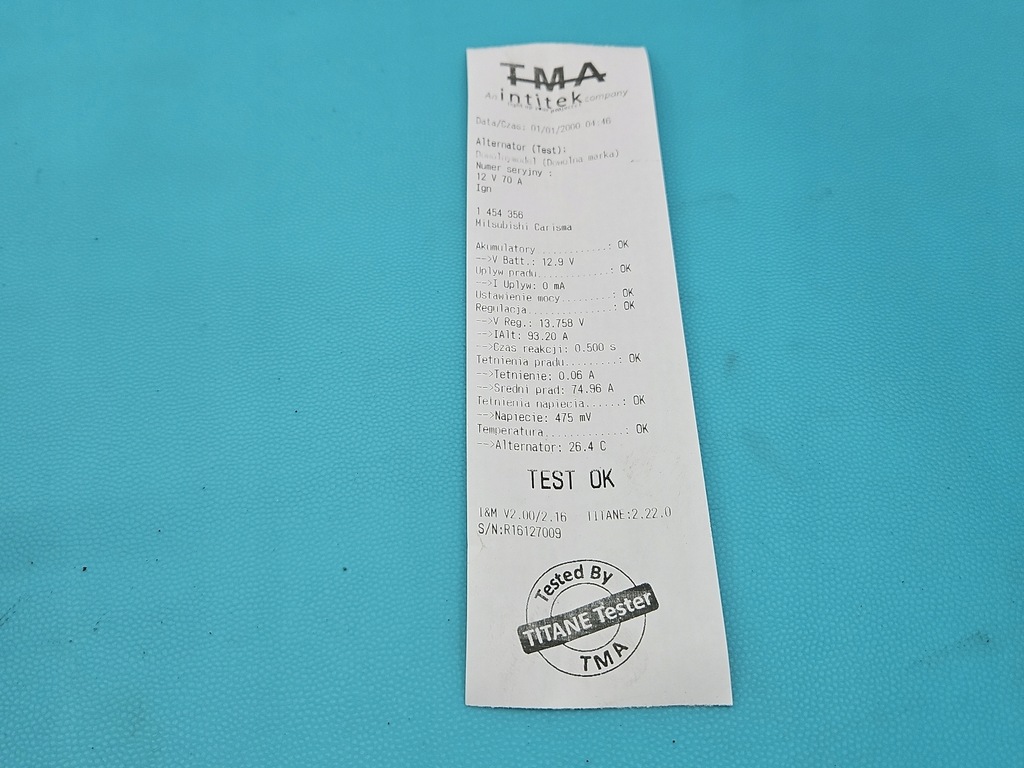 TMA
An intitek company
Data/Czas: 01/01/2000 04:46
Alternator (Test):
Dowolny model (Dowolna marka)
Numer seryjny :
12 V 70 A
Ign
1 454 356
Mitsubishi Carisma
Akumulatory............: OK
-->V Batt.: 12.9 V
Uplyw pradu............: OK
-->I Uplyw: 0 mA
Ustawienie mocy........: OK
Regulacja..............: OK
-->V Reg.: 13.758 V
-->IAlt: 93.20 A
-->Czas reakcji: 0.500 s
Tetnienia pradu.........: OK
-->Tetnienie: 0.06 A
-->Sredni prad: 74.96 A
Tetnienia napiecia......: OK
-->Napiecie: 475 mV
Temperatura.............: OK
-->Alternator: 26.4 C
TEST OK
I&M V2.00/2.16 TITANE:2.22.0
S/N:R16127009
Tested By
TITANE Tester
TMA